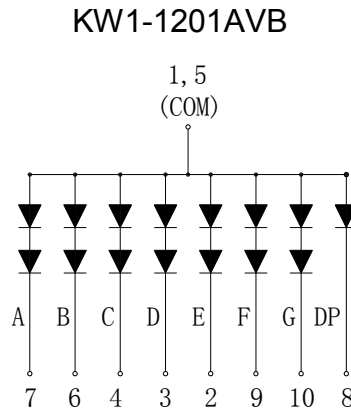 KW1-1201AVB
1,5
(COM)
A B C D E F G DP
7 6 4 3 2 9 10 8